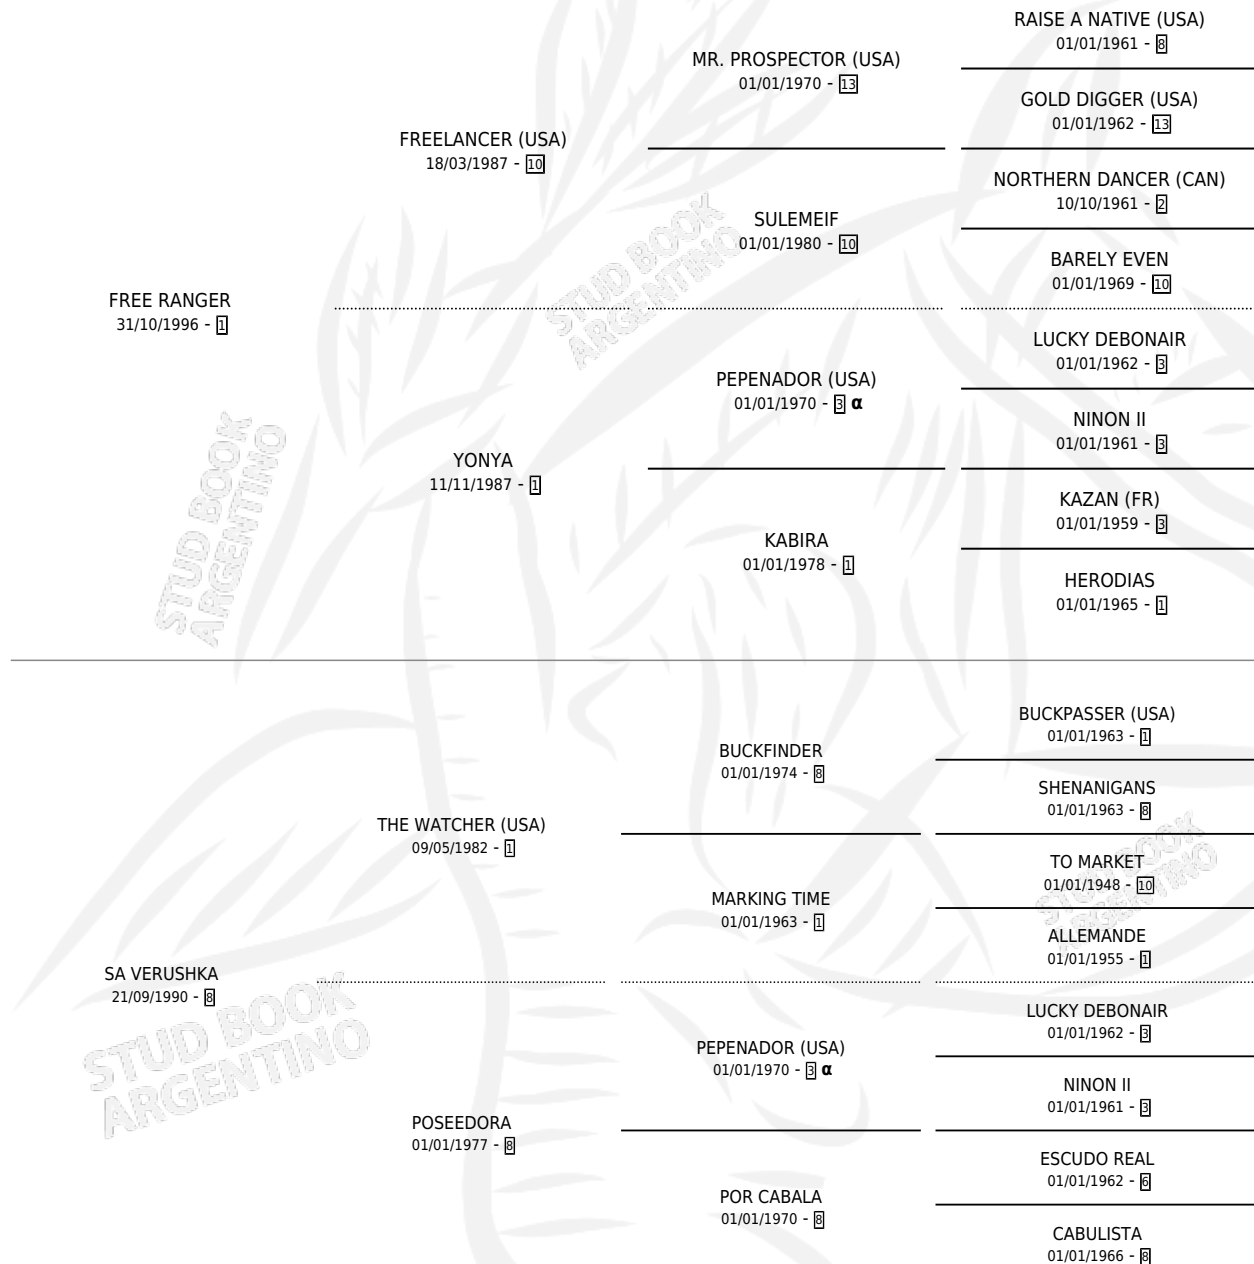 RAISE A NATIVE (USA)
01/01/1961 - 8
MR. PROSPECTOR (USA)
01/01/1970 - 13
GOLD DIGGER (USA)
01/01/1962 - 13
FREELANCER (USA)
18/03/1987 - 10
NORTHERN DANCER (CAN)
10/10/1961 - 2
SULEMEIF
01/01/1980 - 10
BARELY EVEN
01/01/1969 - 10
FREE RANGER
31/10/1996 - 1
LUCKY DEBONAIR
01/01/1962 - 3
PEPENADOR (USA)
01/01/1970 - 3 α
NINON II
01/01/1961 - 3
YONYA
11/11/1987 - 1
KAZAN (FR)
01/01/1959 - 3
KABIRA
01/01/1978 - 1
HERODIAS
01/01/1965 - 1
BUCKPASSER (USA)
01/01/1963 - 1
BUCKFINDER
01/01/1974 - 8
SHENANIGANS
01/01/1963 - 8
THE WATCHER (USA)
09/05/1982 - 1
TO MARKET
01/01/1948 - 10
MARKING TIME
01/01/1963 - 1
ALLEMANDE
01/01/1955 - 1
SA VERUSHKA
21/09/1990 - 8
LUCKY DEBONAIR
01/01/1962 - 3
PEPENADOR (USA)
01/01/1970 - 3 α
NINON II
01/01/1961 - 3
POSEEDORA
01/01/1977 - 8
ESCUDO REAL
01/01/1962 - 6
POR CABALA
01/01/1970 - 8
CABULISTA
01/01/1966 - 8
STUD BOOK
ARGENTINO
STUD BOOK
ARGENTINO
STUD BOOK
ARGENTINO
STUD BOOK
ARGENTINO